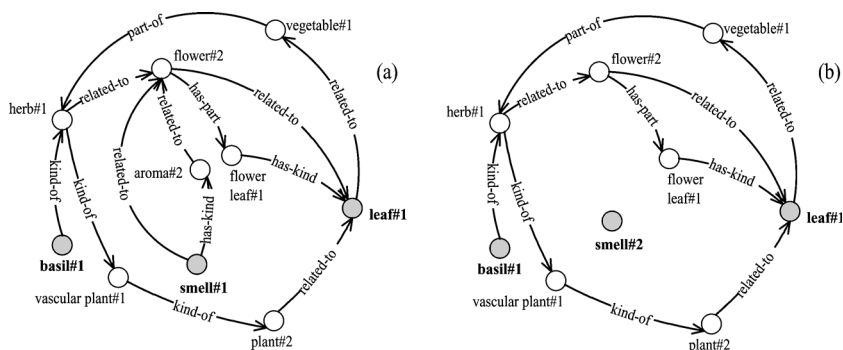 vegetable#1
part-of
flower#2
(a)
related-to
has-part
related-to
related-to
herb#1
related-to
aroma#2
flower
leaf#1
has-kind
kind-of
kind-of
related-to
has-kind
leaf#1
basil#1
smell#1
vascular plant#1
related-to
kind-of
plant#2
vegetable#1
part-of
flower#2
(b)
related-to
has-part
related-to
related-to
herb#1
flower
leaf#1
has-kind
kind-of
kind-of
leaf#1
smell#2
basil#1
vascular plant#1
related-to
kind-of
plant#2